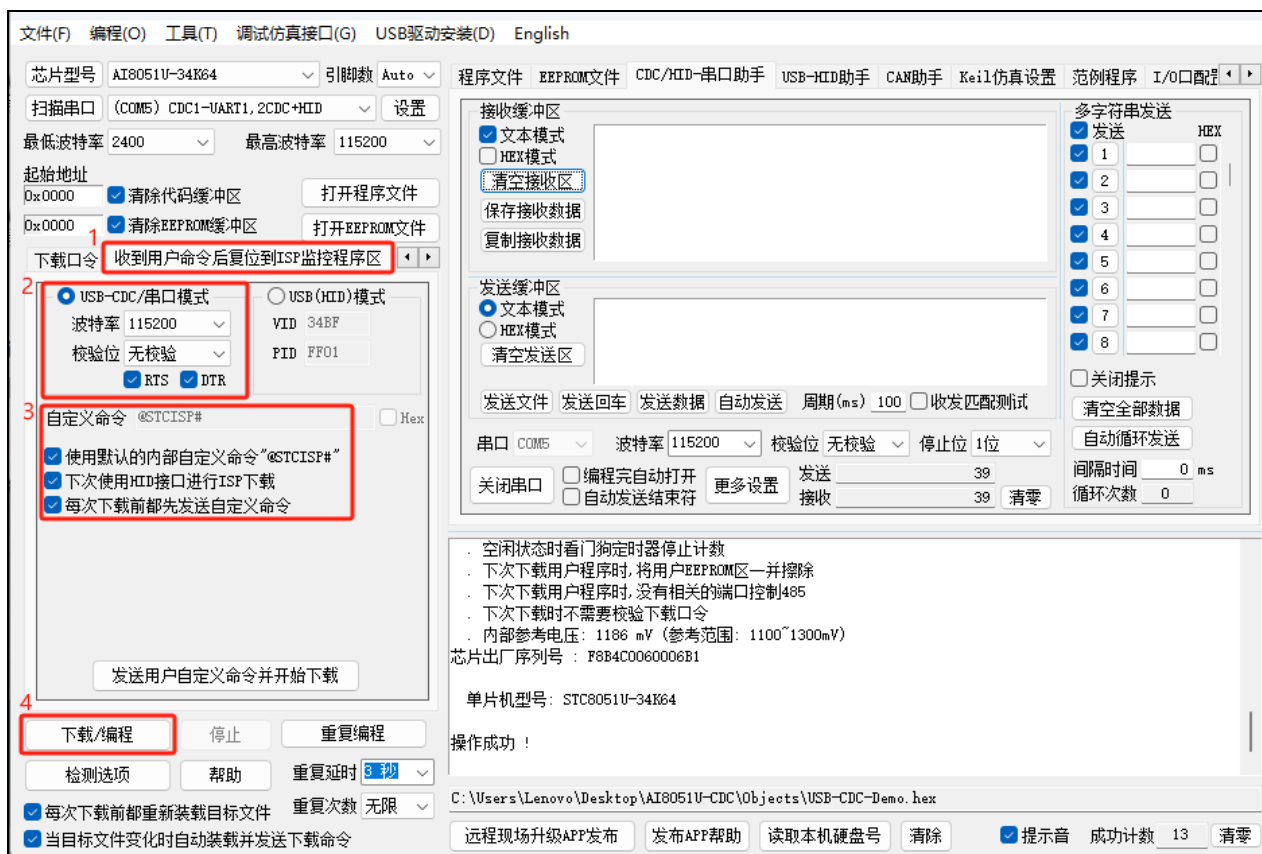 文件(F) 编程(O) 工具(T) 调试仿真接口(G) USB驱动安装(D) English
芯片型号 AI8051U-34K64 引脚数 Auto
扫描串口 (COM5) CDC1-UART1,2CDC+HID 设置
最低波特率 2400 最高波特率 115200
起始地址
0x0000 清除代码缓冲区 打开程序文件
0x0000 清除EEPROM缓冲区 打开EEPROM文件
1
下载口令 收到用户命令后复位到ISP监控程序区
2
USB-CDC/串口模式 USB(HID)模式
波特率 115200 VID 34BF
校验位 无校验 PID FF01
RTS DTR
3
自定义命令 @STCISP# Hex
使用默认的内部自定义命令"@STCISP#"
下次使用HID接口进行ISP下载
每次下载前都先发送自定义命令
发送用户自定义命令并开始下载
4
下载/编程 停止 重复编程
检测选项 帮助 重复延时 3 秒
每次下载前都重新装载目标文件 重复次数 无限
当目标文件变化时自动装载并发送下载命令
程序文件 EEPROM文件 CDC/HID-串口助手 USB-HID助手 CAN助手 Keil仿真设置 范例程序 I/O口配
接收缓冲区
文本模式
HEX模式
清空接收区
保存接收数据
复制接收数据
发送缓冲区
文本模式
HEX模式
清空发送区
发送文件 发送回车 发送数据 自动发送 周期(ms) 100 收发匹配测试
串口 COM5 波特率 115200 校验位 无校验 停止位 1位
关闭串口 编程完自动打开 更多设置 发送 39
自动发送结束符 接收 39 清零
多字符串发送
发送 HEX
1
2
3
4
5
6
7
8
关闭提示
清空全部数据
自动循环发送
间隔时间 0 ms
循环次数 0
. 空闲状态时看门狗定时器停止计数
. 下次下载用户程序时,将用户EEPROM区一并擦除
. 下次下载用户程序时,没有相关的端口控制485
. 下次下载时不需要校验下载口令
. 内部参考电压: 1186 mV (参考范围: 1100~1300mV)
芯片出厂序列号 : F8B4C0060006B1
单片机型号: STC8051U-34K64
操作成功 !
C:\Users\Lenovo\Desktop\AI8051U-CDC\Objects\USB-CDC-Demo.hex
远程现场升级APP发布 发布APP帮助 读取本机硬盘号 清除 提示音 成功计数 13 清零